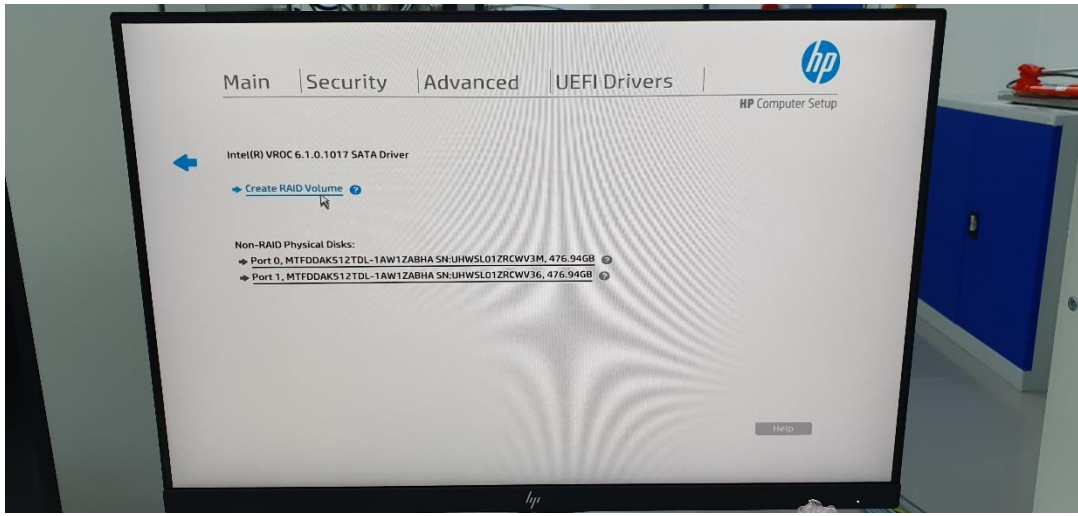 hp
Main Security Advanced UEFI Drivers
HP Computer Setup
Intel(R) VROC 6.1.0.1017 SATA Driver
Create RAID Volume ?
Non-RAID Physical Disks:
Port 0, MTFDDAK512TDL-1AW1ZABHA SN:UHWSL01ZRCWV3M, 476.94GB ?
Port 1, MTFDDAK512TDL-1AW1ZABHA SN:UHWSL01ZRCWV36, 476.94GB ?
Help
hp